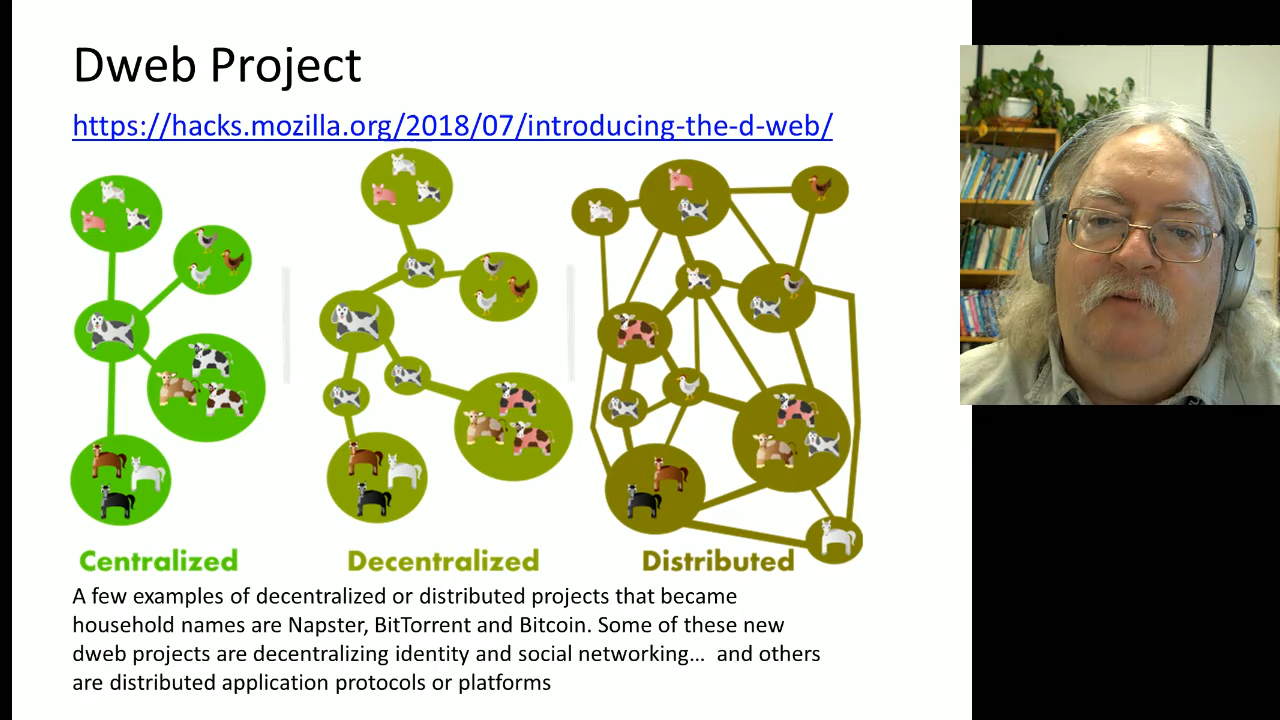 Dweb Project
https://hacks.mozilla.org/2018/07/introducing-the-d-web/
Centralized
Decentralized
Distributed
A few examples of decentralized or distributed projects that became
household names are Napster, BitTorrent and Bitcoin. Some of these new
dweb projects are decentralizing identity and social networking… and others
are distributed application protocols or platforms